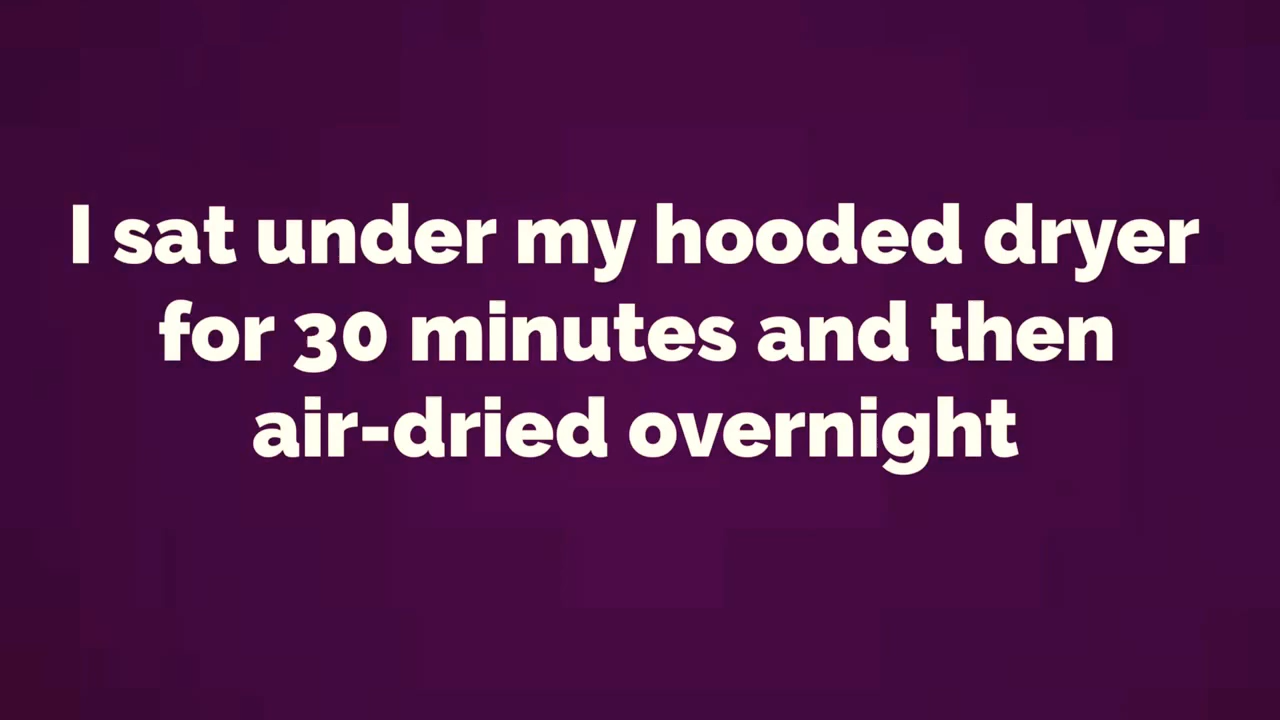 I sat under my hooded dryer
for 30 minutes and then
air-dried overnight